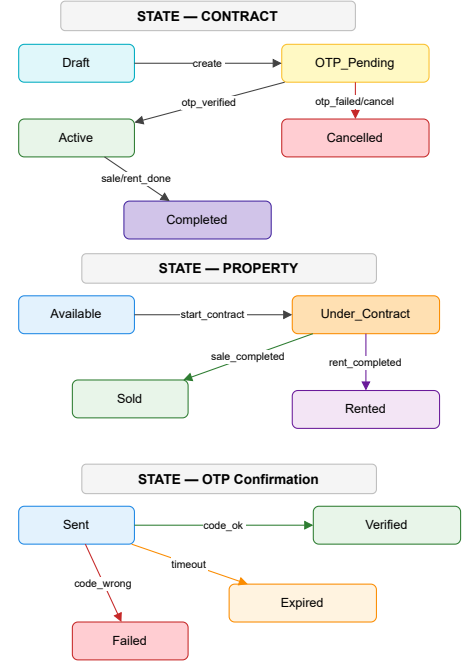 STATE — CONTRACT
Draft
create
OTP_Pending
otp_verified
otp_failed/cancel
Active
Cancelled
sale/rent_done
Completed
STATE — PROPERTY
Available
start_contract
Under_Contract
sale_completed
rent_completed
Sold
Rented
STATE — OTP Confirmation
Sent
code_ok
Verified
timeout
code_wrong
Expired
Failed